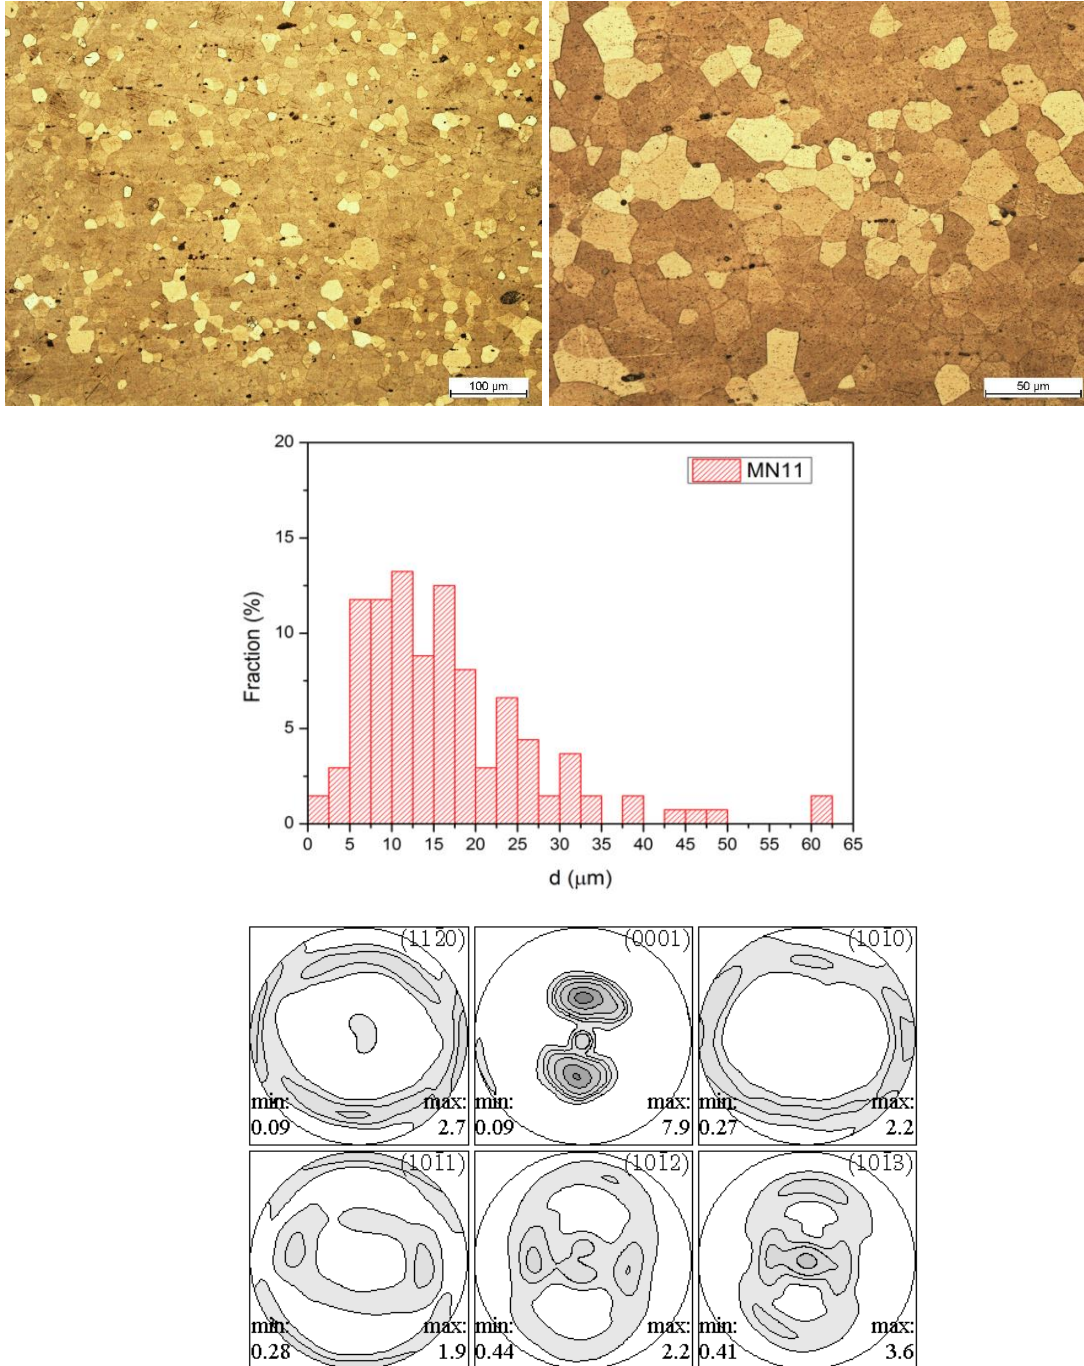 100 µm
50 µm
20
15
10
5
0
Fraction (%)
MN11
0 5 10 15 20 25 30 35 40 45 50 55 60 65
d (µm)
(112̄0) (0001) (101̄0)
min: max: min: max: min: max:
0.09 2.7 0.09 7.9 0.27 2.2
(101̄1) (101̄2) (101̄3)
min: max: min: max: min: max:
0.28 1.9 0.44 2.2 0.41 3.6